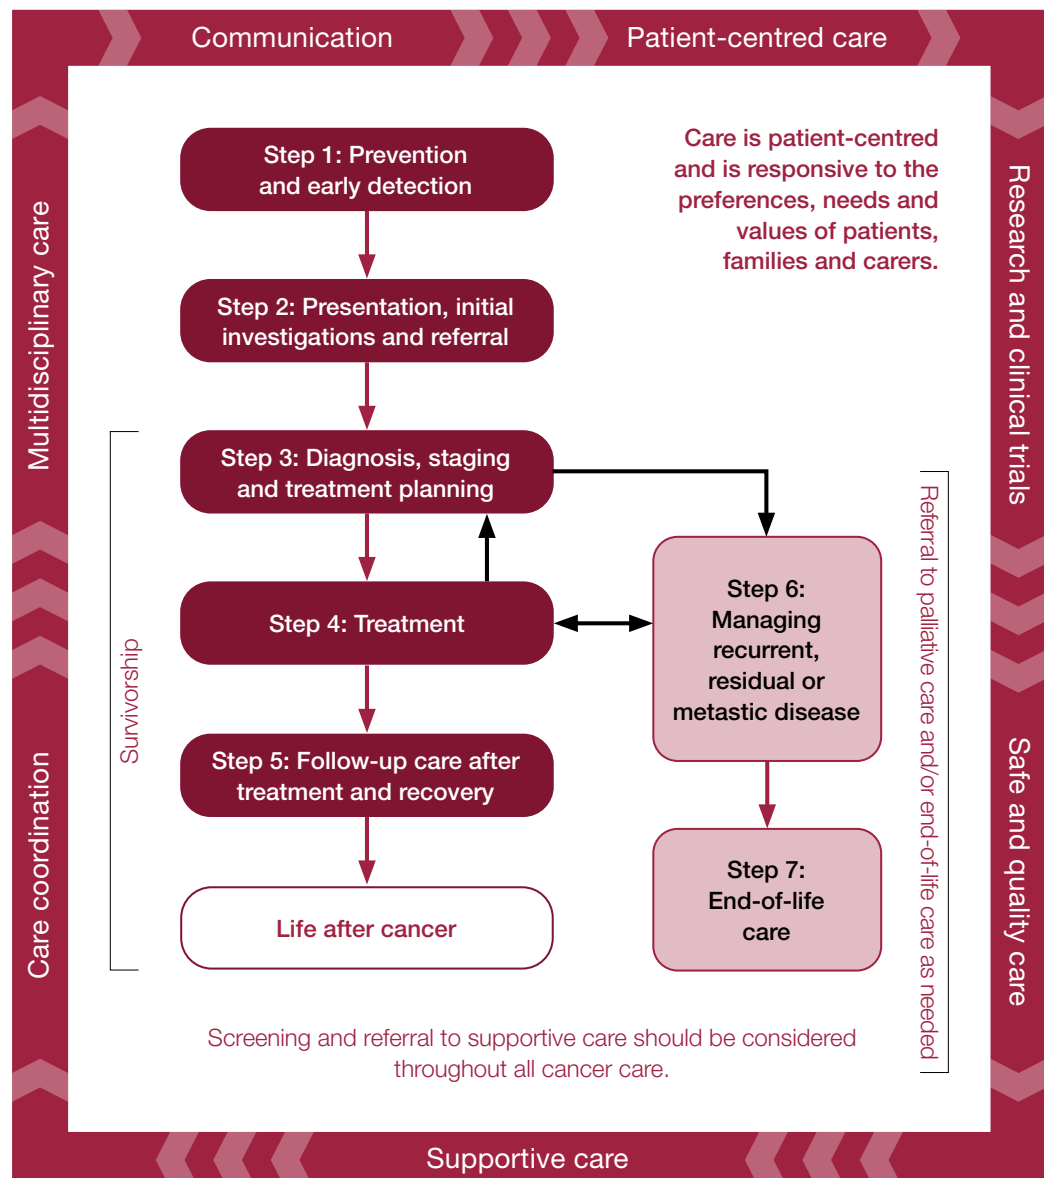 Communication
Patient-centred care
Multidisciplinary care
Care coordination
Research and clinical trials
Safe and quality care
Supportive care
Care is patient-centred
and is responsive to the
preferences, needs and
values of patients,
families and carers.
Step 1: Prevention
and early detection
Step 2: Presentation, initial
investigations and referral
Step 3: Diagnosis, staging
and treatment planning
Step 4: Treatment
Step 5: Follow-up care after
treatment and recovery
Life after cancer
Step 6:
Managing
recurrent,
residual or
metastic disease
Step 7:
End-of-life
care
Survivorship
Referral to palliative care and/or end-of-life care as needed
Screening and referral to supportive care should be considered
throughout all cancer care.